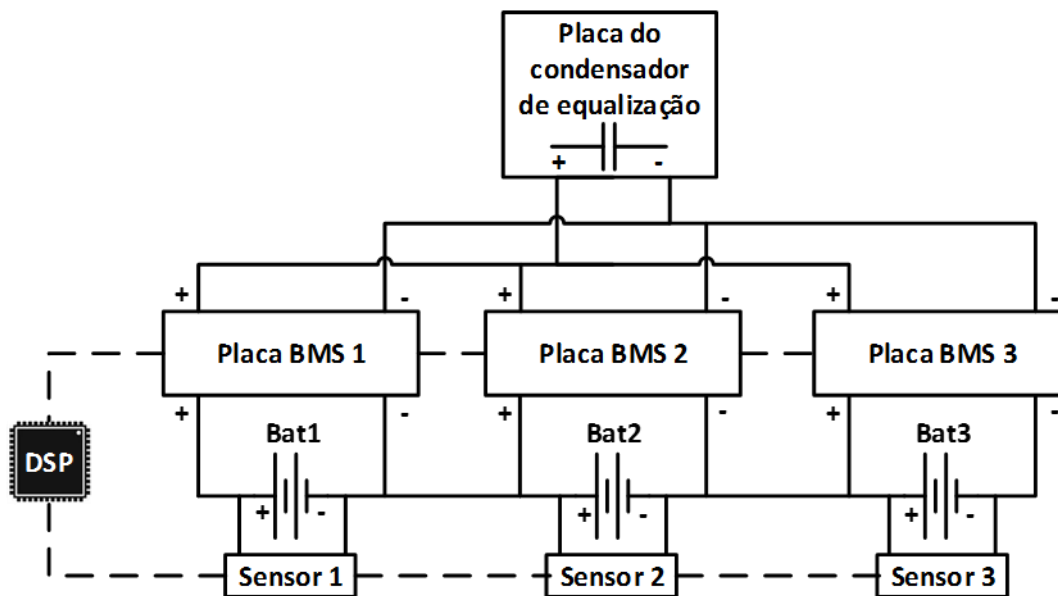 Placa do
condensador
de equalização
+ -
+ - + - + -
Placa BMS 1 Placa BMS 2 Placa BMS 3
+ - + - + -
Bat1 Bat2 Bat3
DSP
+ - + - + -
Sensor 1 Sensor 2 Sensor 3